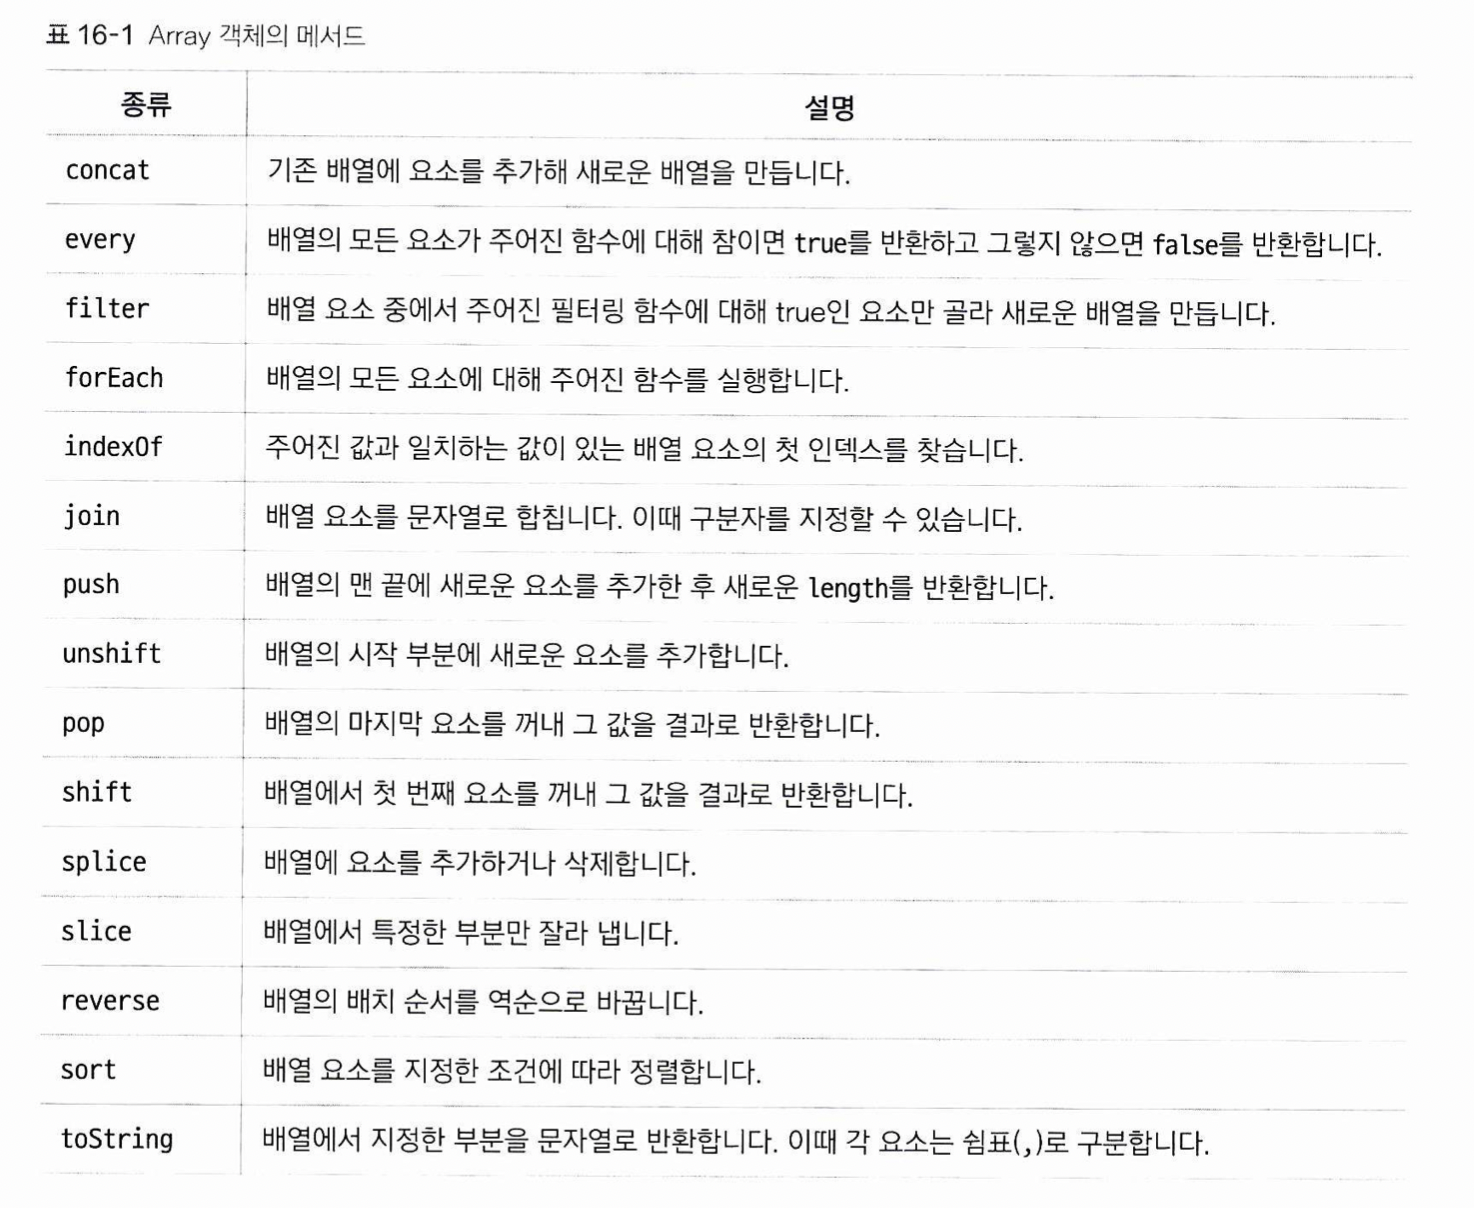 표 16-1 Array 객체의 메서드
종류 설명
concat 기존 배열에 요소를 추가해 새로운 배열을 만듭니다.
every 배열의 모든 요소가 주어진 함수에 대해 참이면 true를 반환하고 그렇지 않으면 false를 반환합니다.
filter 배열 요소 중에서 주어진 필터링 함수에 대해 true인 요소만 골라 새로운 배열을 만듭니다.
forEach 배열의 모든 요소에 대해 주어진 함수를 실행합니다.
indexOf 주어진 값과 일치하는 값이 있는 배열 요소의 첫 인덱스를 찾습니다.
join 배열 요소를 문자열로 합칩니다. 이때 구분자를 지정할 수 있습니다.
push 배열의 맨 끝에 새로운 요소를 추가한 후 새로운 length를 반환합니다.
unshift 배열의 시작 부분에 새로운 요소를 추가합니다.
pop 배열의 마지막 요소를 꺼내 그 값을 결과로 반환합니다.
shift 배열에서 첫 번째 요소를 꺼내 그 값을 결과로 반환합니다.
splice 배열에 요소를 추가하거나 삭제합니다.
slice 배열에서 특정한 부분만 잘라 냅니다.
reverse 배열의 배치 순서를 역순으로 바꿉니다.
sort 배열 요소를 지정한 조건에 따라 정렬합니다.
toString 배열에서 지정한 부분을 문자열로 반환합니다. 이때 각 요소는 쉼표(,)로 구분합니다.